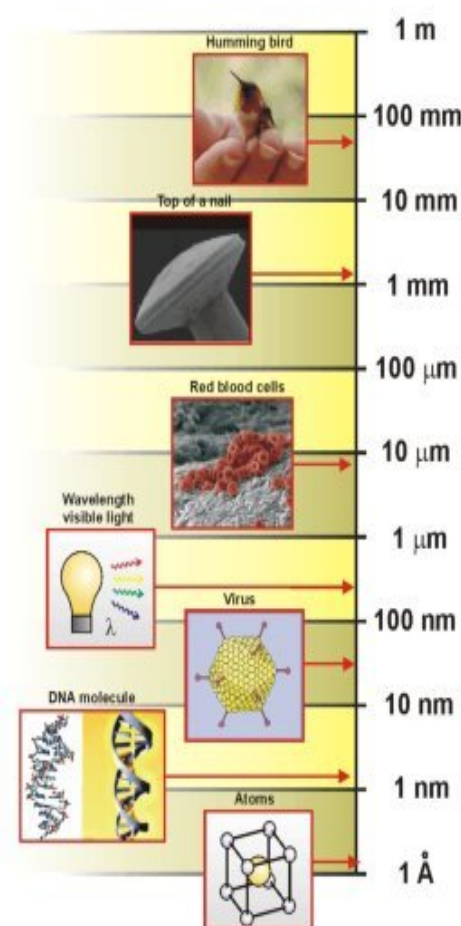 Humming bird
1 m
100 mm
10 mm
Top of a nail
1 mm
100 μm
Red blood cells
10 μm
Wavelength
visible light
1 μm
λ
Virus
100 nm
DNA molecule
10 nm
1 nm
Atoms
1 Å